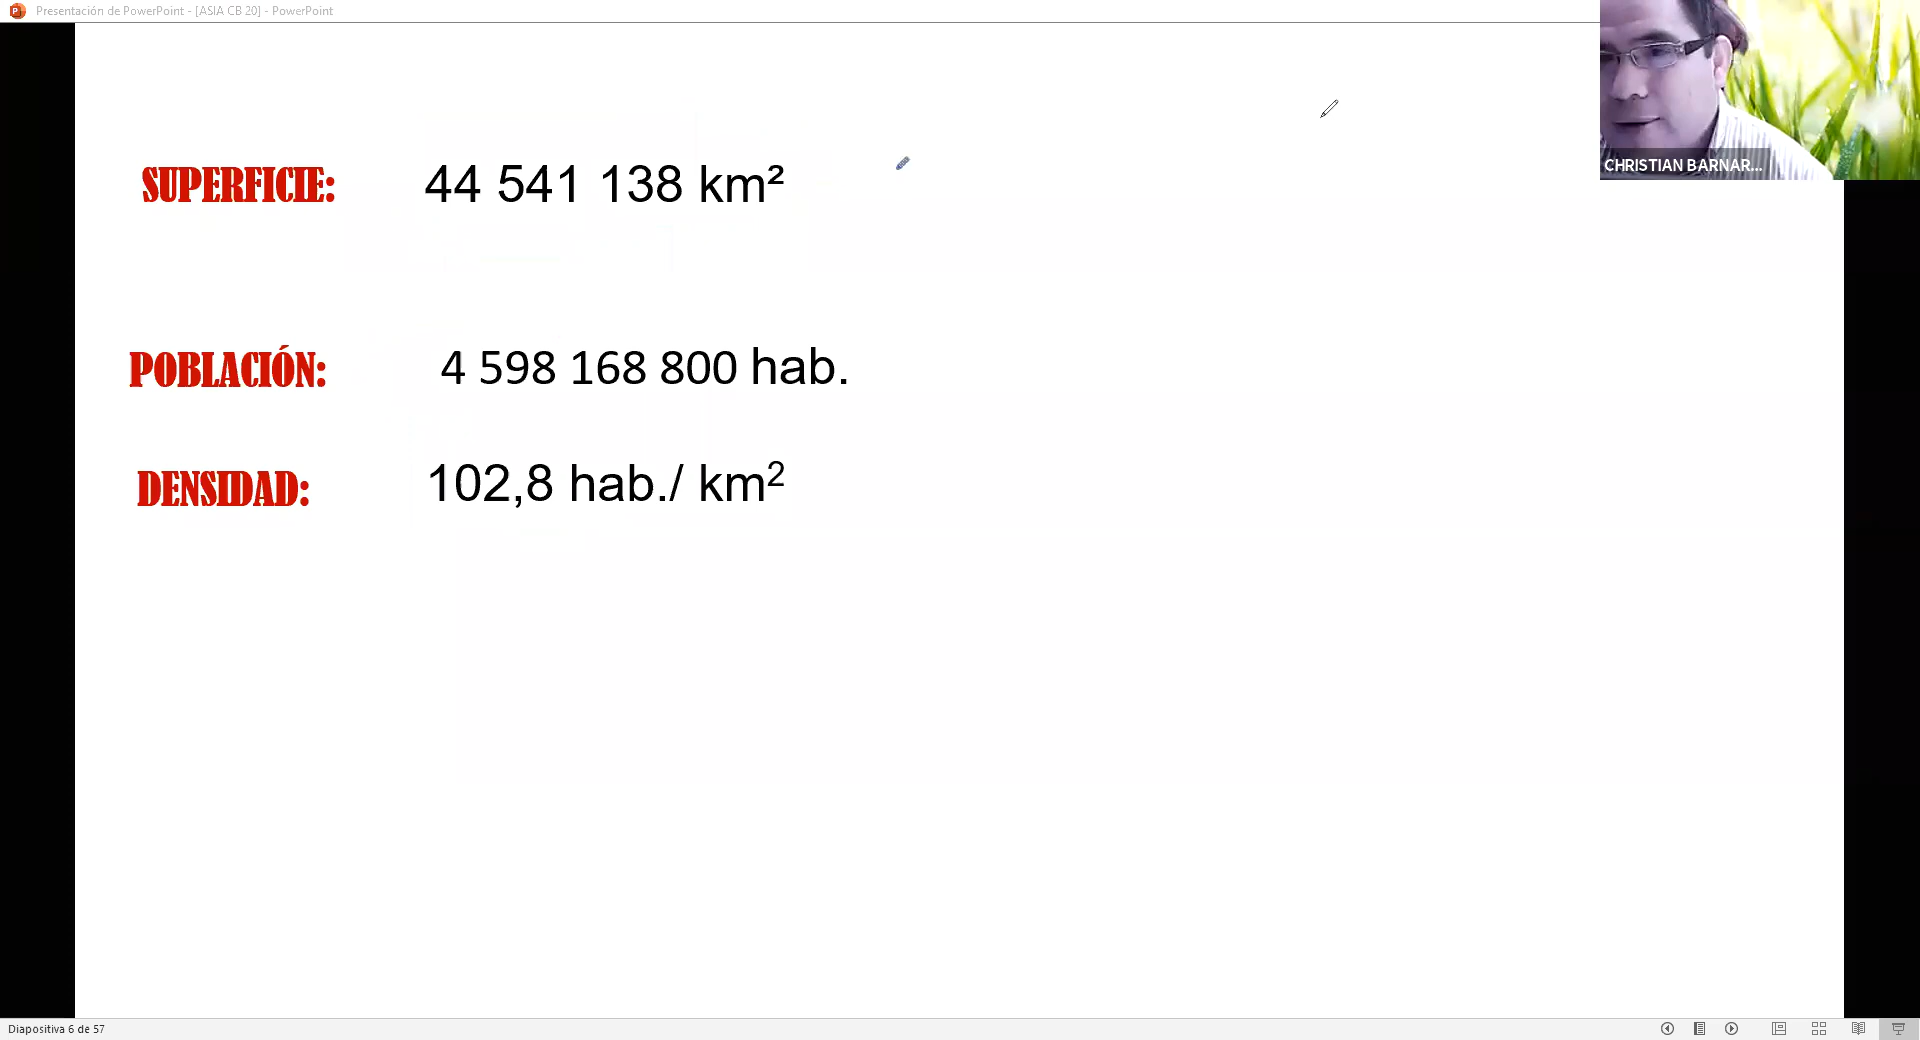 Presentación de PowerPoint - [ASIA CB 20] - PowerPoint
CHRISTIAN BARNAR...
SUPERFICIE: 44 541 138 km²
POBLACIÓN: 4 598 168 800 hab.
DENSIDAD: 102,8 hab./ km²
Diapositiva 6 de 57